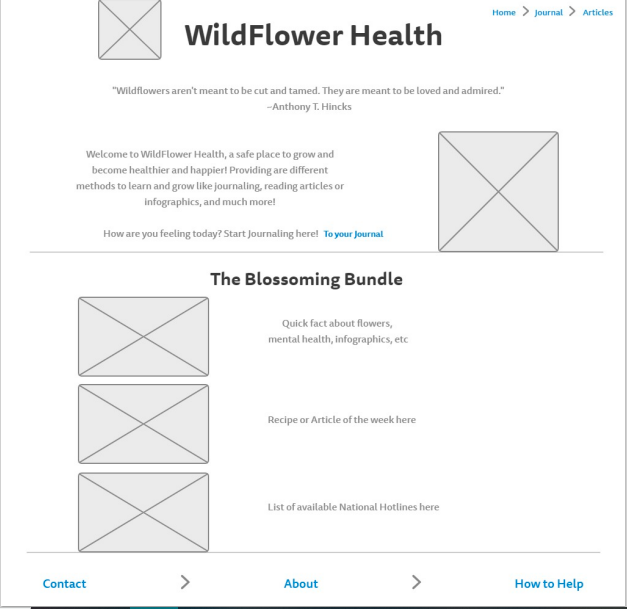 Home > Journal > Articles
WildFlower Health
"Wildflowers aren't meant to be cut and tamed. They are meant to be loved and admired."
–Anthony T. Hincks
Welcome to WildFlower Health, a safe place to grow and
become healthier and happier! Providing are different
methods to learn and grow like journaling, reading articles or
infographics, and much more!
How are you feeling today? Start Journaling here! To your Journal
The Blossoming Bundle
Quick fact about flowers,
mental health, infographics, etc
Recipe or Article of the week here
List of available National Hotlines here
Contact > About > How to Help